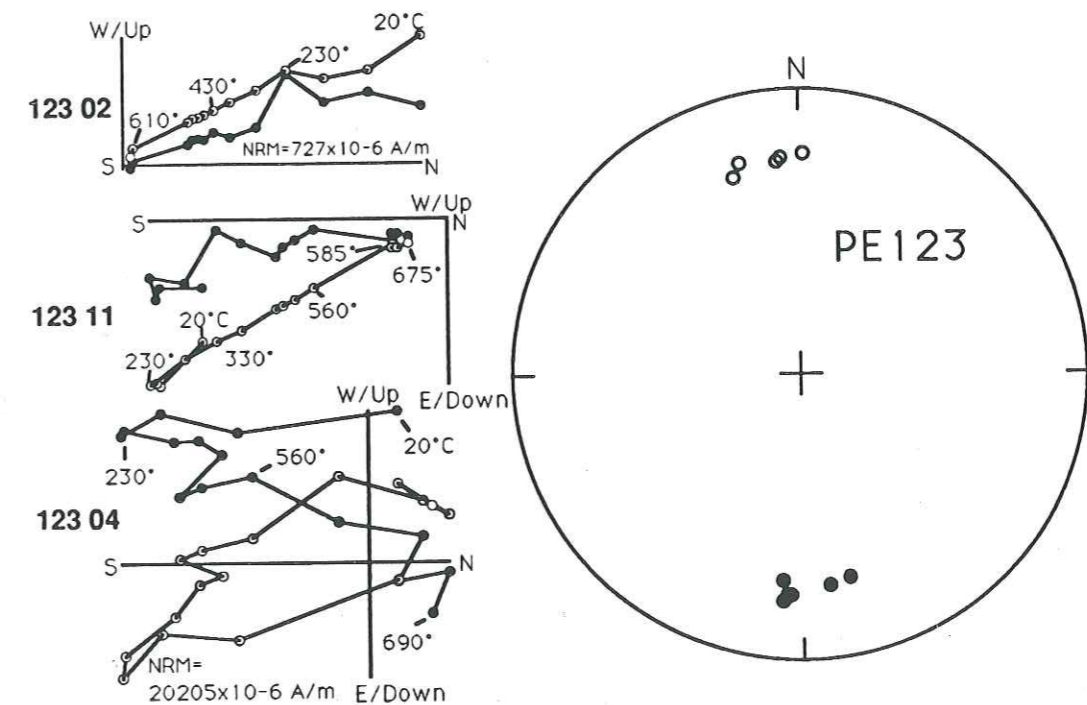 W/Up
20°C
230°
430°
123 02
610°
NRM=727x10-6 A/m
S
N
W/Up
S
N
585°
675°
123 11
20°C
560°
230°
330°
W/Up
E/Down
20°C
230°
560°
123 04
S
N
690°
NRM=
20205x10-6 A/m
E/Down
N
PE123